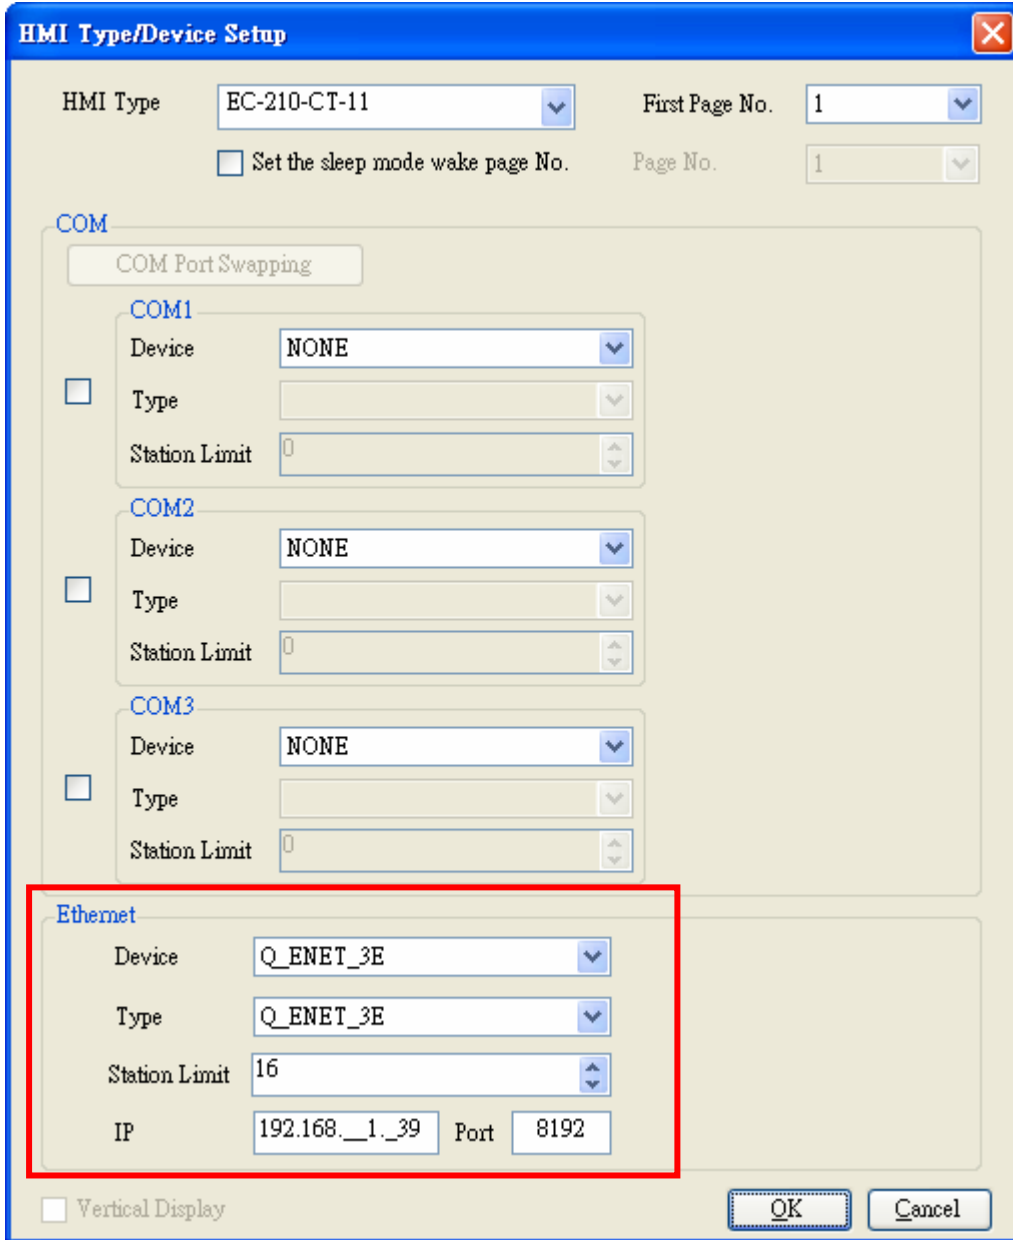 HMI Type/Device Setup
HMI Type EC-210-CT-11 First Page No. 1
Set the sleep mode wake page No. Page No. 1
COM
COM Port Swapping
COM1
Device NONE
Type
Station Limit 0
COM2
Device NONE
Type
Station Limit 0
COM3
Device NONE
Type
Station Limit 0
Ethernet
Device Q_ENET_3E
Type Q_ENET_3E
Station Limit 16
IP 192.168.__1._39 Port 8192
Vertical Display OK Cancel